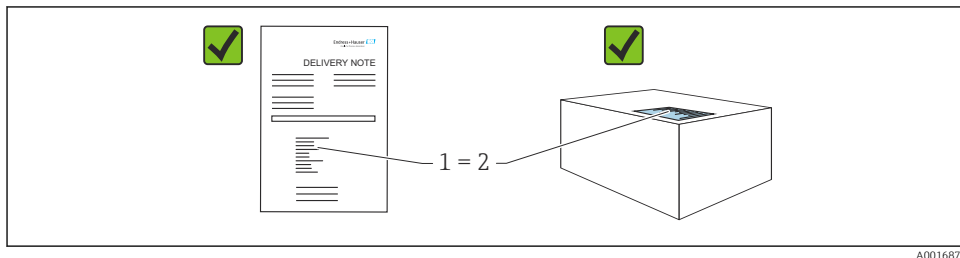 Endress+Hauser
DELIVERY NOTE
1 = 2
A001687